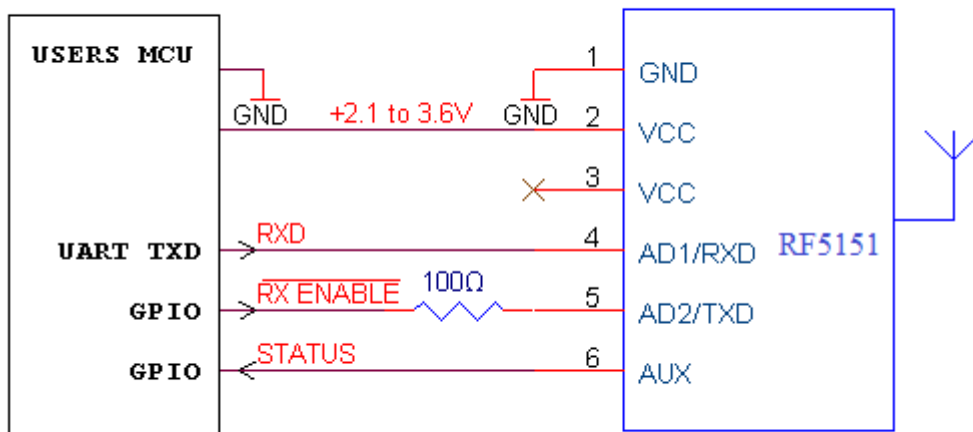 USERS MCU
GND
+2.1 to 3.6V
GND
1
GND
2
VCC
3
VCC
UART TXD
RXD
4
AD1/RXD
RF5151
GPIO
RX ENABLE
100Ω
5
AD2/TXD
GPIO
STATUS
6
AUX